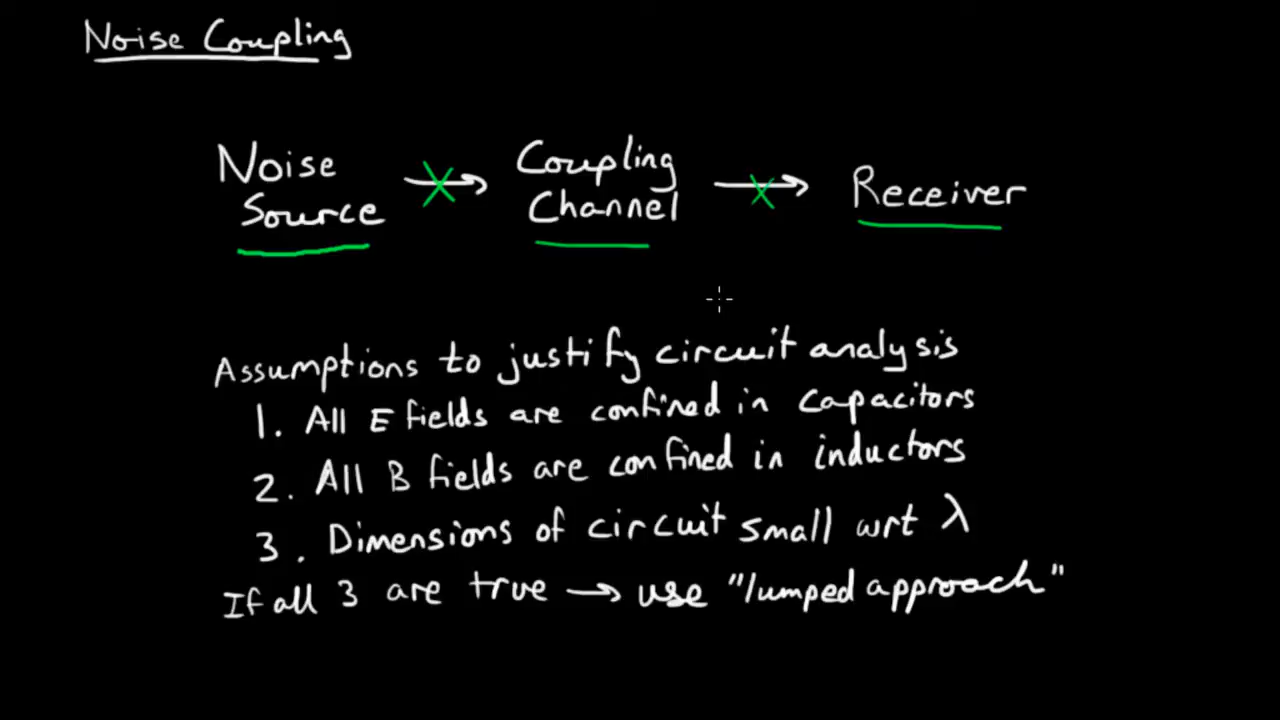 Noise Coupling
Noise Source → Coupling Channel → Receiver
Assumptions to justify circuit analysis
1. All E fields are confined in capacitors
2. All B fields are confined in inductors
3. Dimensions of circuit small wrt λ
If all 3 are true → use "lumped approach"